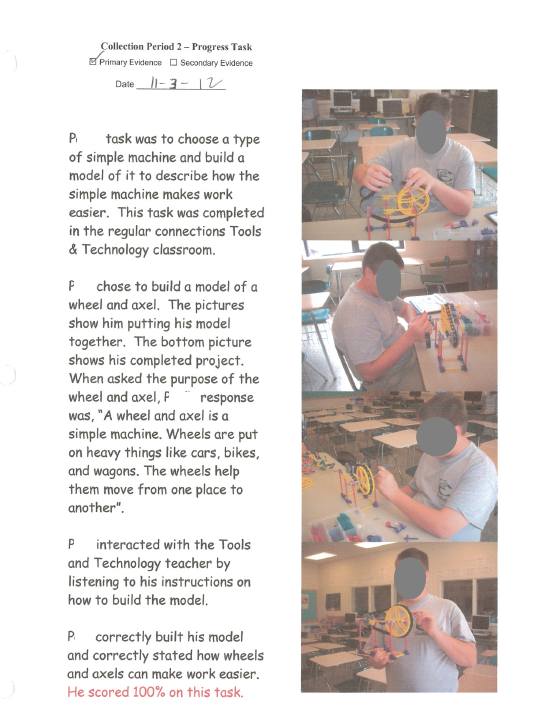 Collection Period 2 – Progress Task
Primary Evidence Secondary Evidence
Date 11-3-12
P task was to choose a type
of simple machine and build a
model of it to describe how the
simple machine makes work
easier. This task was completed
in the regular connections Tools
& Technology classroom.
P chose to build a model of a
wheel and axel. The pictures
show him putting his model
together. The bottom picture
shows his completed project.
When asked the purpose of the
wheel and axel, P response
was, “A wheel and axel is a
simple machine. Wheels are put
on heavy things like cars, bikes,
and wagons. The wheels help
them move from one place to
another”.
P interacted with the Tools
and Technology teacher by
listening to his instructions on
how to build the model.
P correctly built his model
and correctly stated how wheels
and axels can make work easier.
He scored 100% on this task.